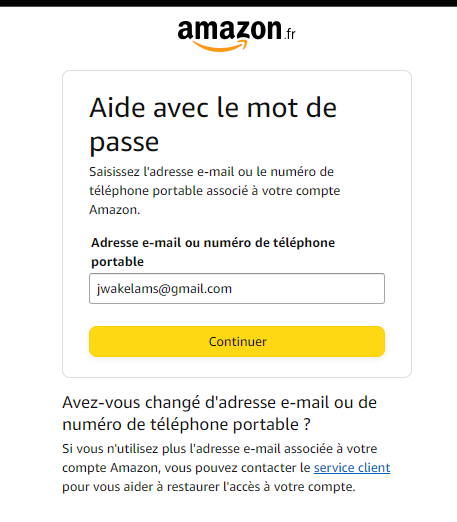 amazon.fr
Aide avec le mot de
passe
Saisissez l'adresse e-mail ou le numéro de
téléphone portable associé à votre compte
Amazon.
Adresse e-mail ou numéro de téléphone
portable
jwakelams@gmail.com
Continuer
Avez-vous changé d'adresse e-mail ou de
numéro de téléphone portable ?
Si vous n'utilisez plus l'adresse e-mail associée à votre
compte Amazon, vous pouvez contacter le service client
pour vous aider à restaurer l'accès à votre compte.